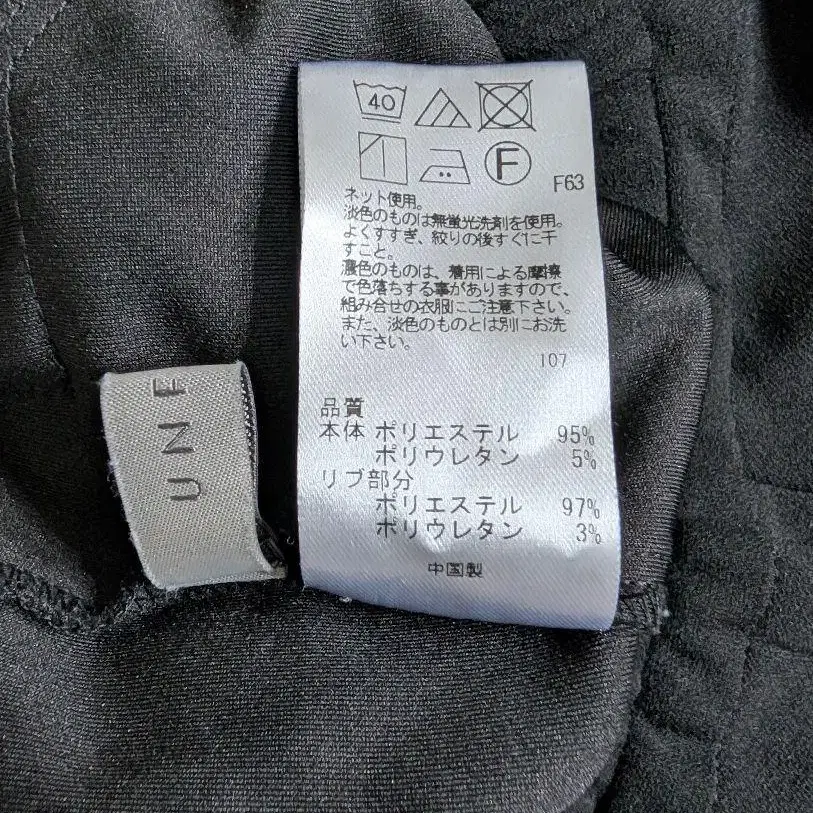 40
F
F63
ネット使用。
淡色のものは無蛍光洗剤を使用。
よくすすぎ、絞りの後すぐに干
すこと。
濃色のものは、着用による摩擦
で色落ちする事がありますので、
組み合せの衣服にご注意下さい。
また、淡色のものとは別にお洗
い下さい。
107
品質
本体 ポリエステル 95%
ポリウレタン 5%
リブ部分
ポリエステル 97%
ポリウレタン 3%
中国製
UNF